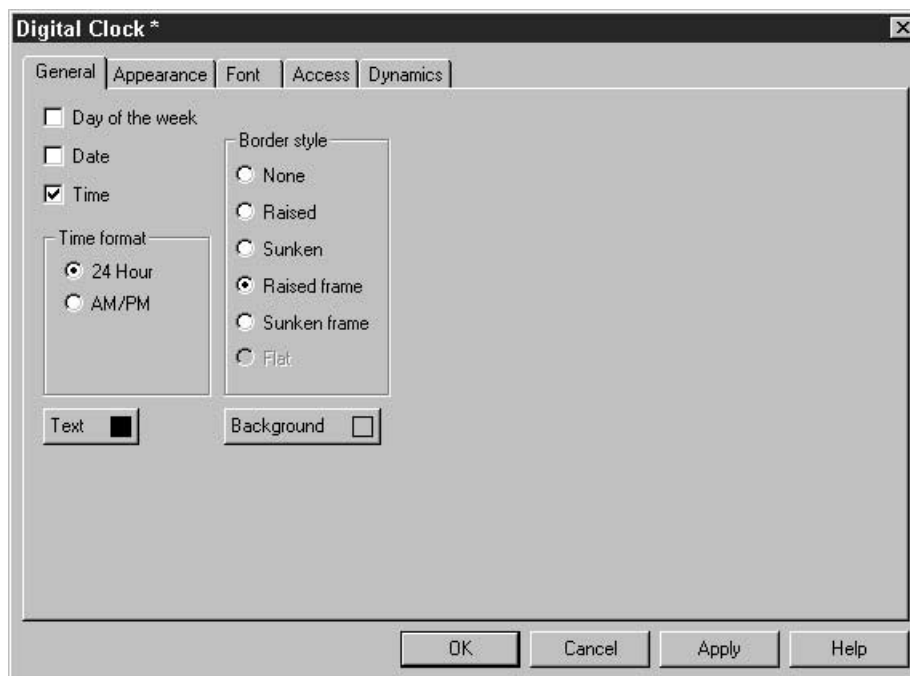 Digital Clock *
General Appearance Font Access Dynamics
Day of the week
Date
Time
Time format
24 Hour
AM/PM
Border style
None
Raised
Sunken
Raised frame
Sunken frame
Flat
Text
Background
OK Cancel Apply Help